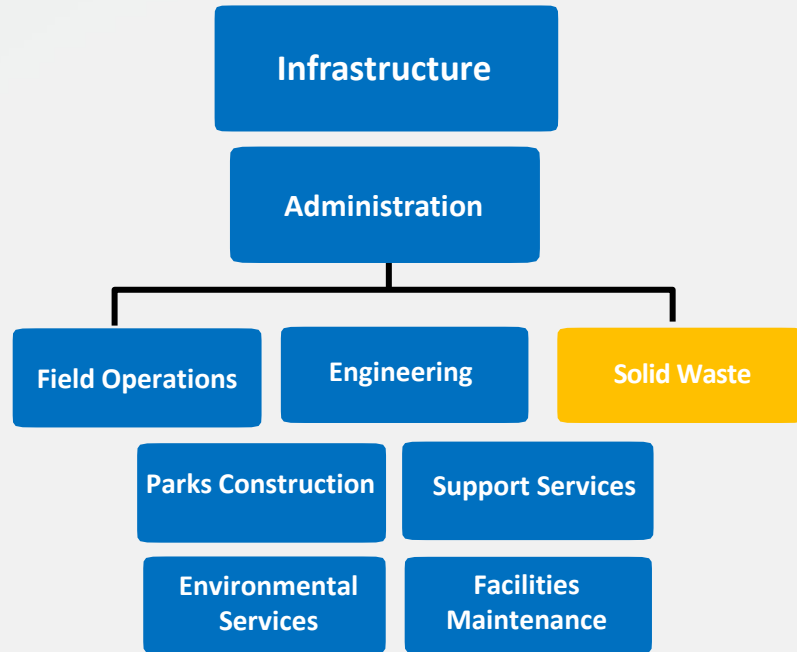 Infrastructure
Administration
Field Operations
Engineering
Solid Waste
Parks Construction
Support Services
Environmental
Services
Facilities
Maintenance